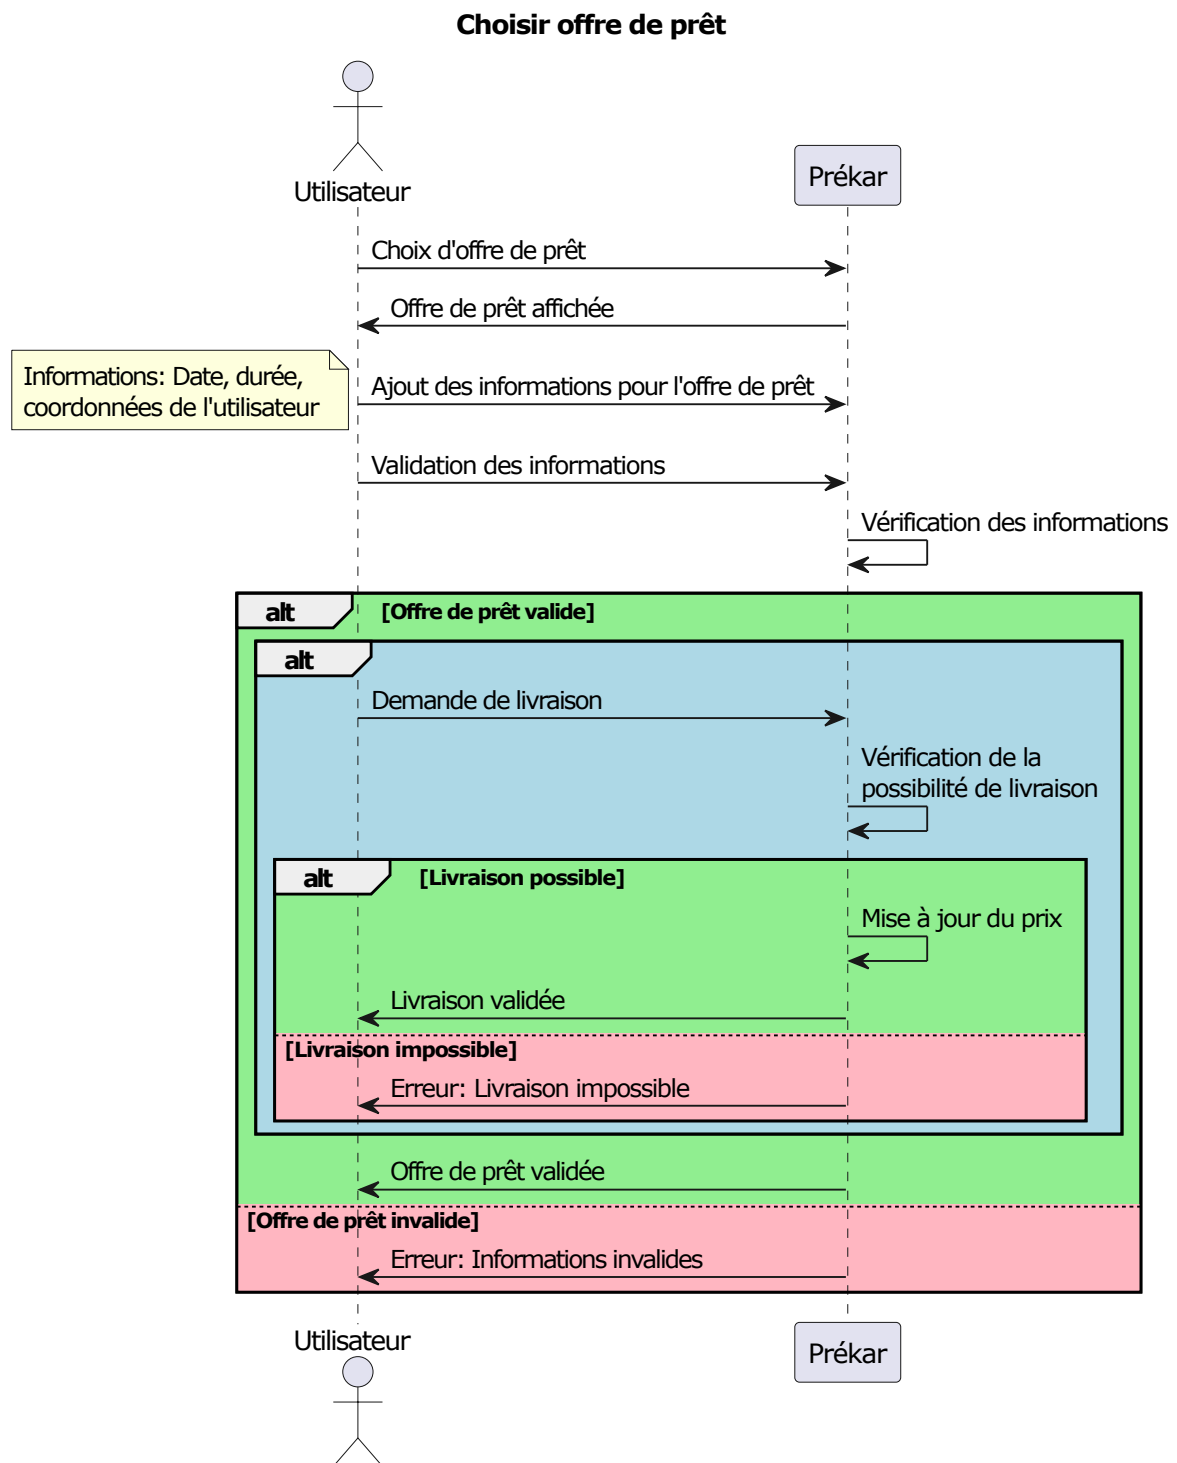 Choisir offre de prêt
Utilisateur
Prékar
Choix d'offre de prêt
Offre de prêt affichée
Informations: Date, durée,
coordonnées de l'utilisateur
Ajout des informations pour l'offre de prêt
Validation des informations
Vérification des informations
alt
[Offre de prêt valide]
alt
Demande de livraison
Vérification de la
possibilité de livraison
alt
[Livraison possible]
Mise à jour du prix
Livraison validée
[Livraison impossible]
Erreur: Livraison impossible
Offre de prêt validée
[Offre de prêt invalide]
Erreur: Informations invalides
Utilisateur
Prékar